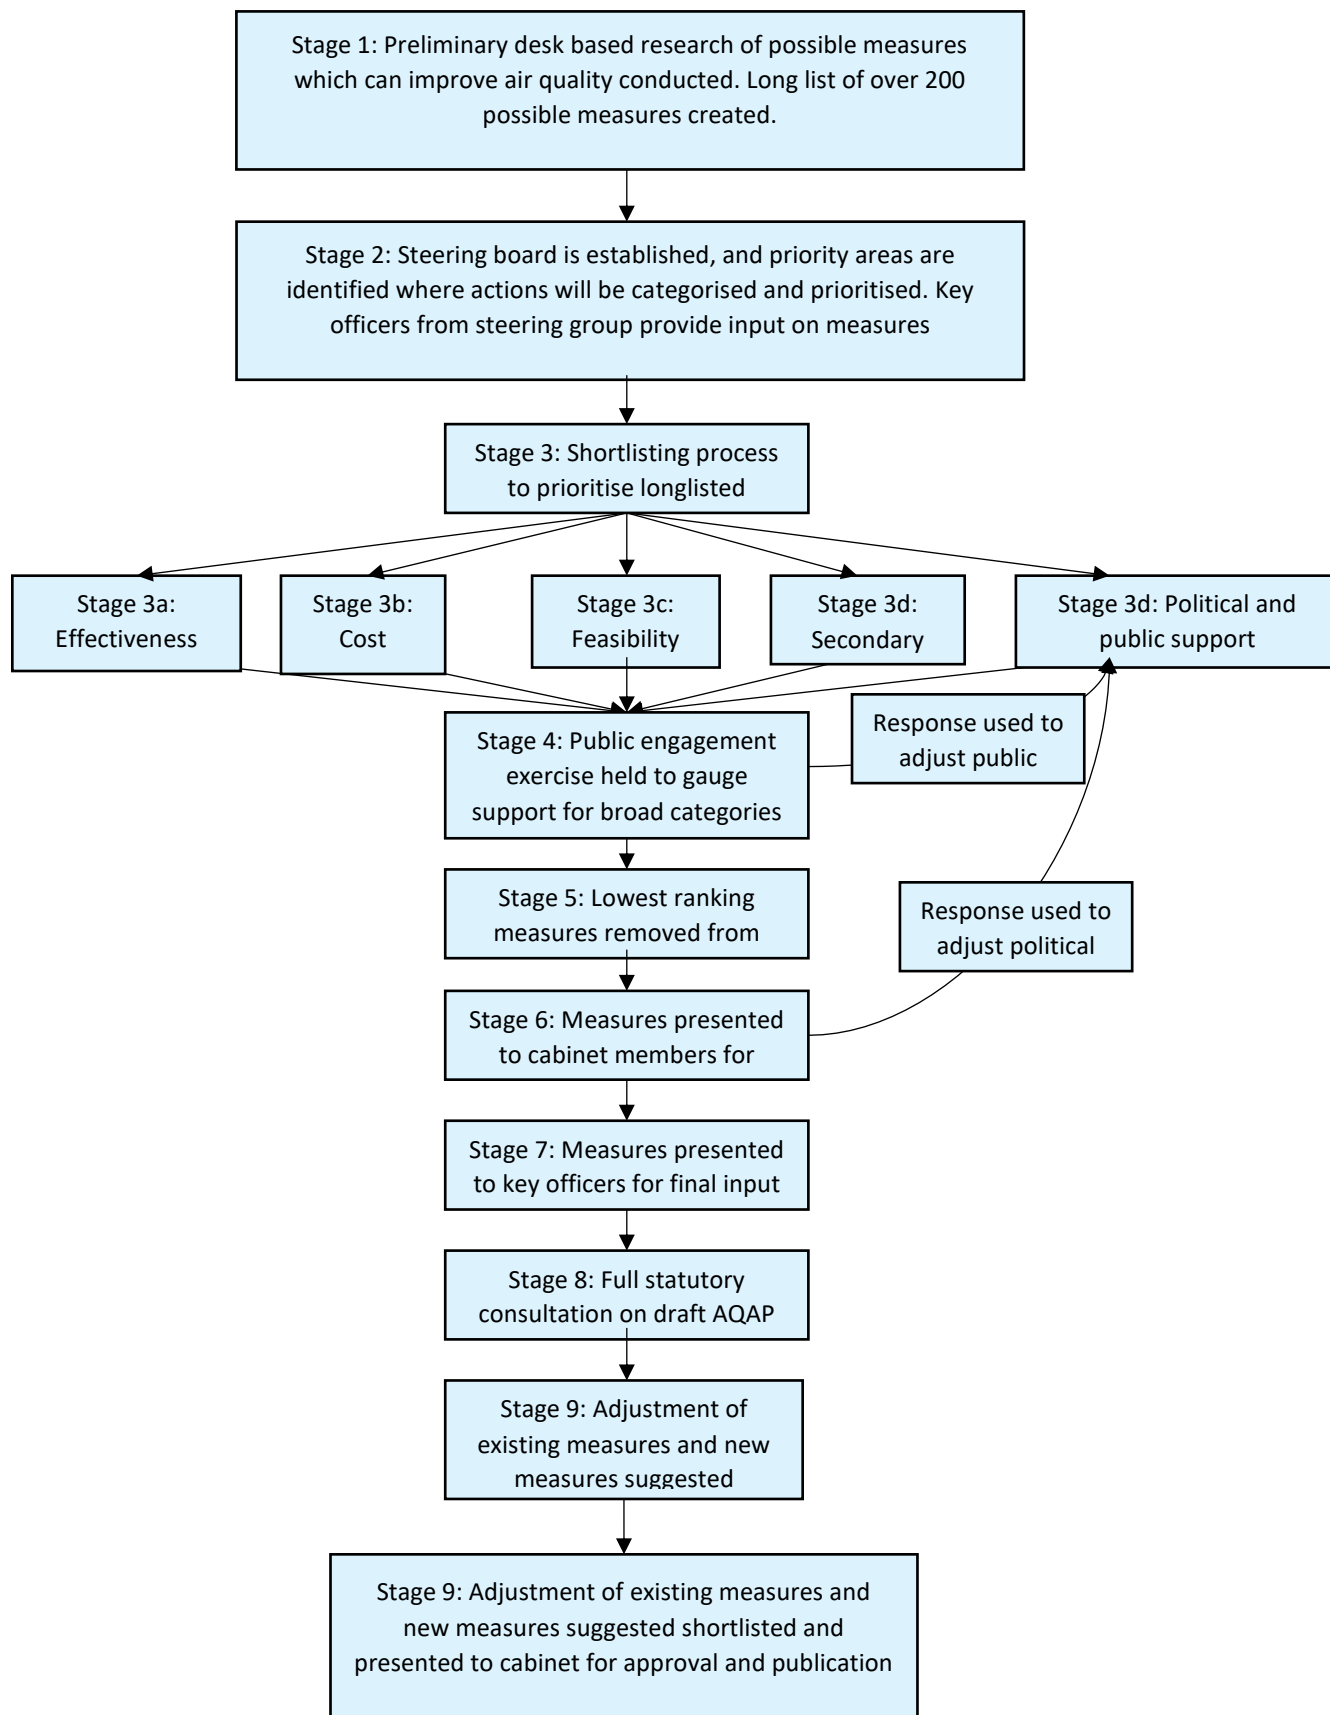 Stage 1: Preliminary desk based research of possible measures
which can improve air quality conducted. Long list of over 200
possible measures created.
Stage 2: Steering board is established, and priority areas are
identified where actions will be categorised and prioritised. Key
officers from steering group provide input on measures
Stage 3: Shortlisting process
to prioritise longlisted
Stage 3a:
Effectiveness
Stage 3b:
Cost
Stage 3c:
Feasibility
Stage 3d:
Secondary
Stage 3d: Political and
public support
Stage 4: Public engagement
exercise held to gauge
support for broad categories
Response used to
adjust public
Stage 5: Lowest ranking
measures removed from
Response used to
adjust political
Stage 6: Measures presented
to cabinet members for
Stage 7: Measures presented
to key officers for final input
Stage 8: Full statutory
consultation on draft AQAP
Stage 9: Adjustment of
existing measures and new
measures suggested
Stage 9: Adjustment of existing measures and
new measures suggested shortlisted and
presented to cabinet for approval and publication